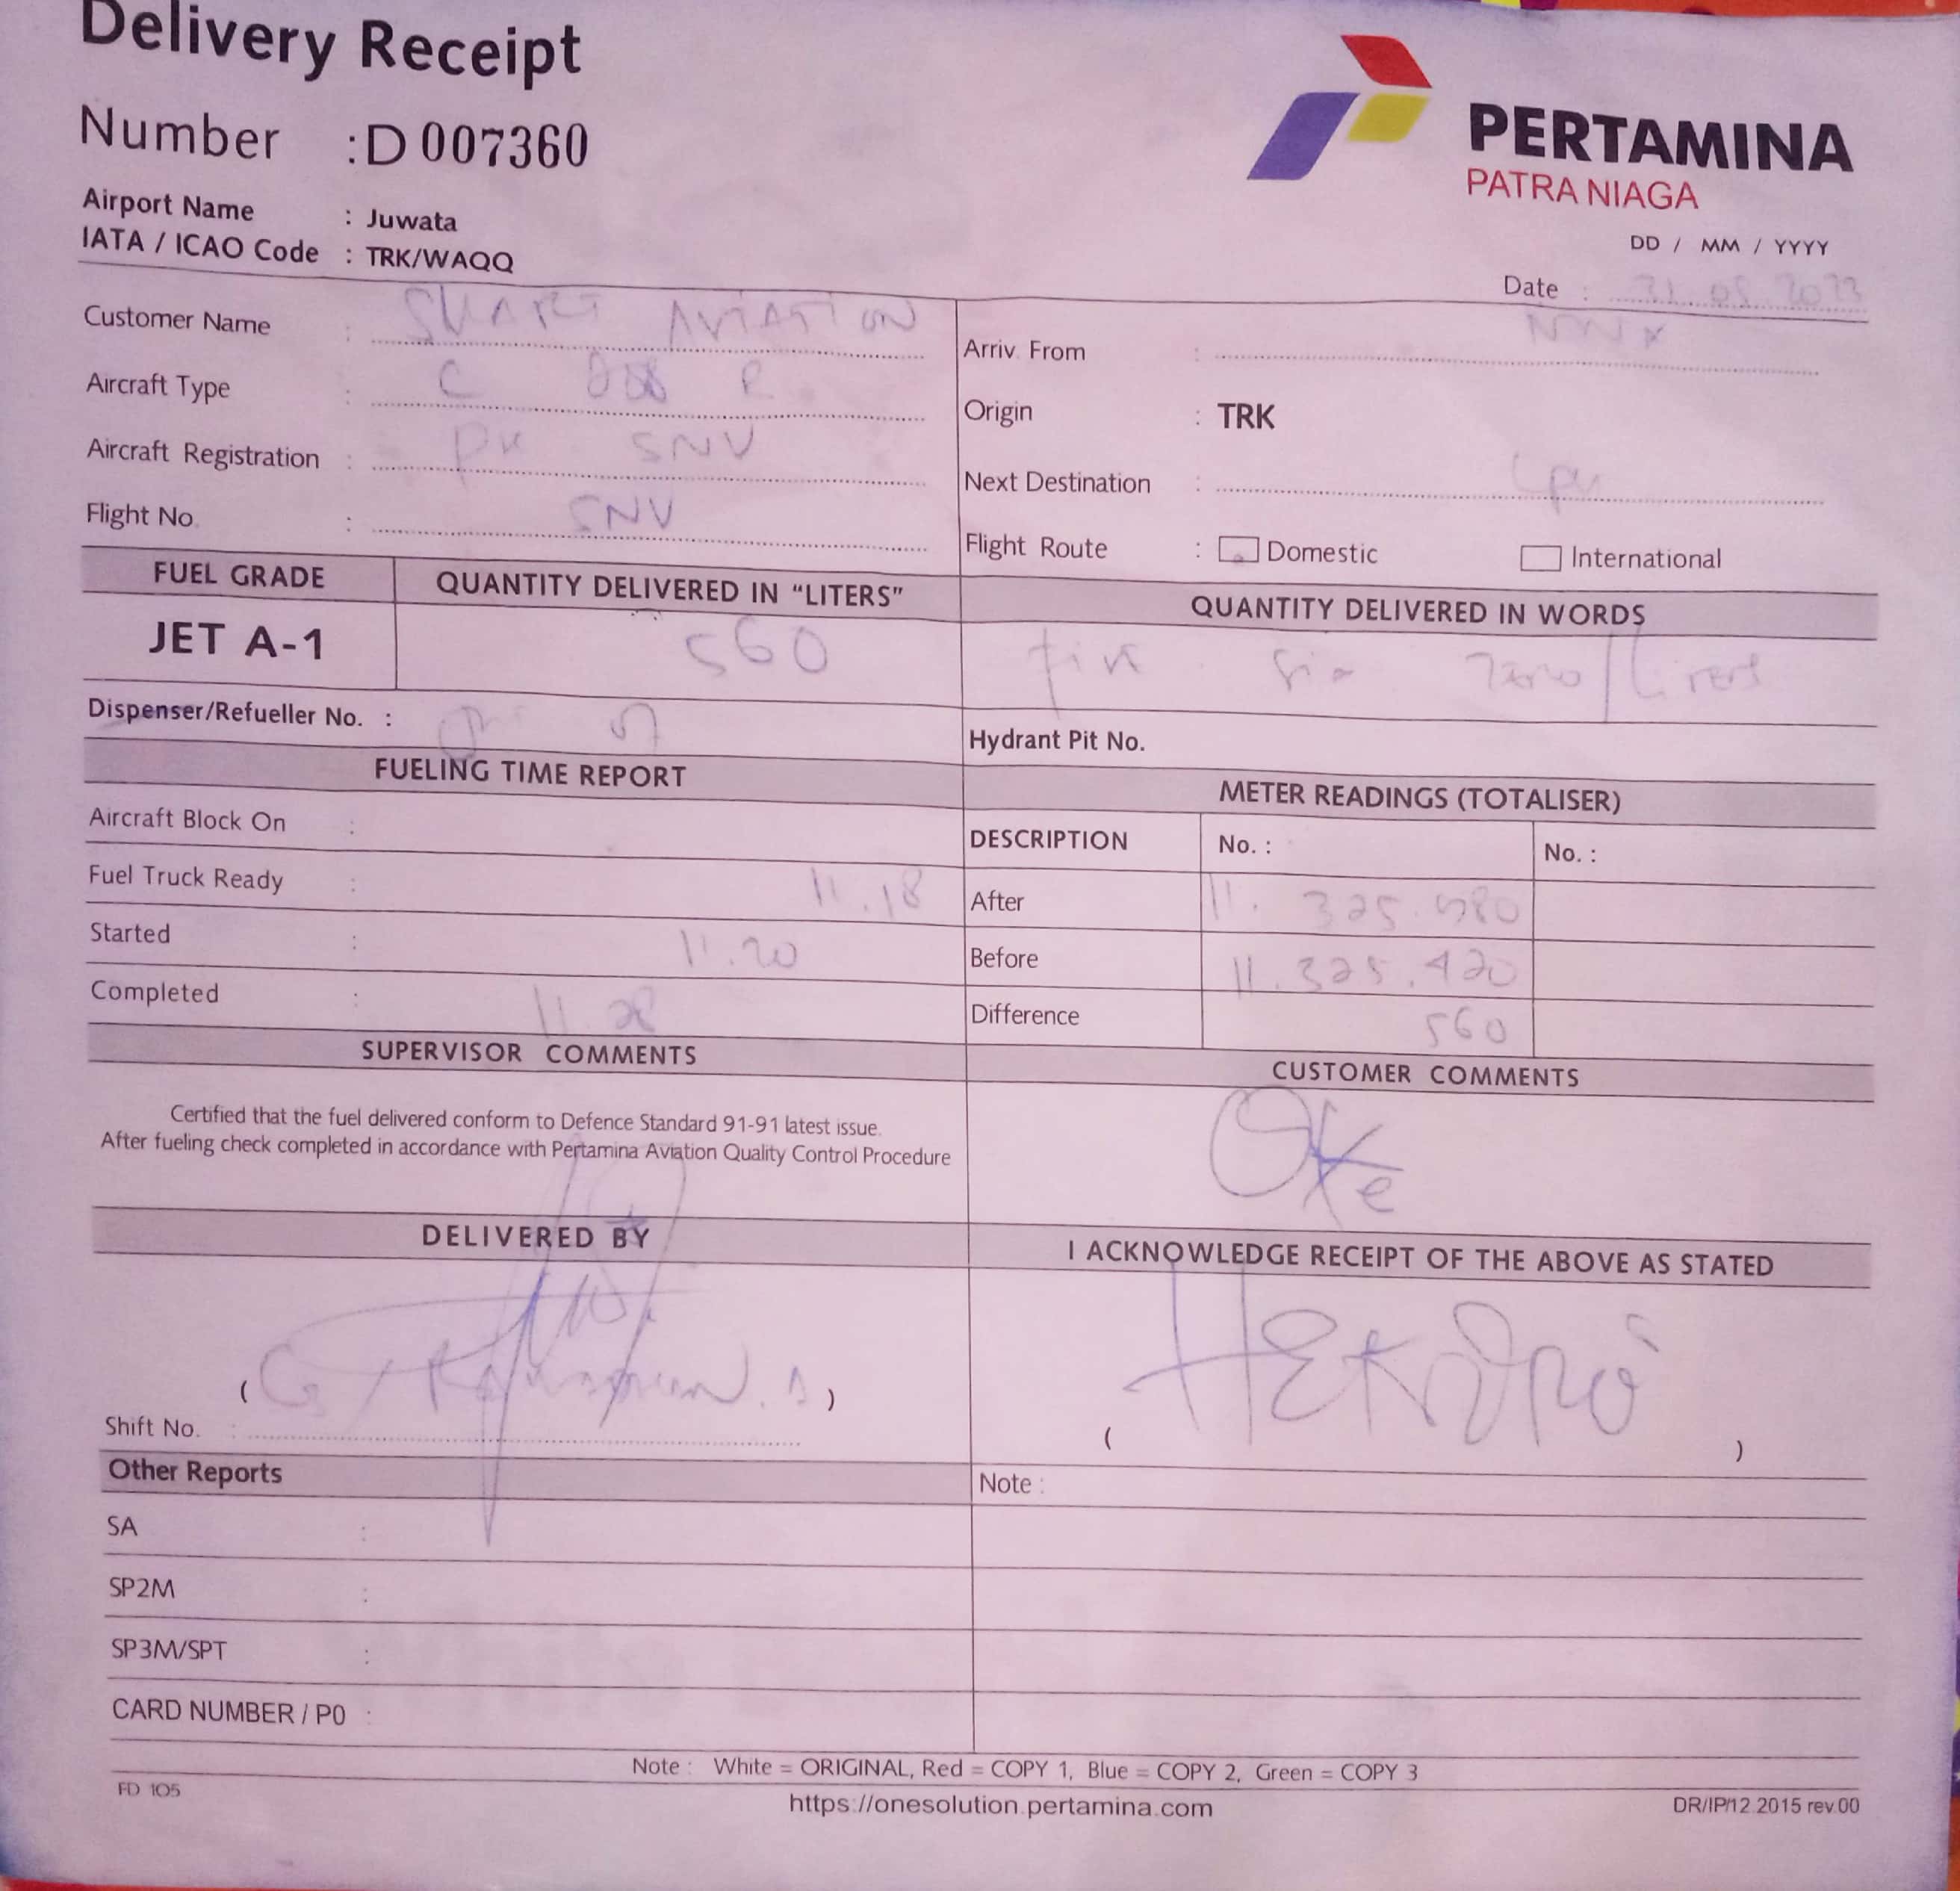 Delivery Receipt
Number : D 007360
PERTAMINA
PATRA NIAGA
Airport Name : Juwata
IATA / ICAO Code : TRK/WAQQ
DD / MM / YYYY
Date :
Customer Name : SMART AVIATION
Arriv. From : NNX
Aircraft Type : C 208 B
Origin : TRK
Aircraft Registration : PK SNV
Next Destination :
Flight No. : SNV
Flight Route : Domestic International
FUEL GRADE QUANTITY DELIVERED IN "LITERS" QUANTITY DELIVERED IN WORDS
JET A-1 560 five six zero / Liters
Dispenser/Refueller No. :
Hydrant Pit No.
FUELING TIME REPORT
METER READINGS (TOTALISER)
Aircraft Block On :
DESCRIPTION No. : No. :
Fuel Truck Ready : 11.18
After 11.325.980
Started : 11.20
Before 11.325.420
Completed : 11.28
Difference 560
SUPERVISOR COMMENTS
CUSTOMER COMMENTS
Certified that the fuel delivered conform to Defence Standard 91-91 latest issue.
After fueling check completed in accordance with Pertamina Aviation Quality Control Procedure
Oke
DELIVERED BY
I ACKNOWLEDGE RECEIPT OF THE ABOVE AS STATED
( )
( )
Shift No. :
Other Reports
Note :
SA :
SP2M :
SP3M/SPT :
CARD NUMBER / P0 :
Note : White = ORIGINAL, Red = COPY 1, Blue = COPY 2, Green = COPY 3
FD 105
https://onesolution.pertamina.com
DR/IP/12.2015 rev.00